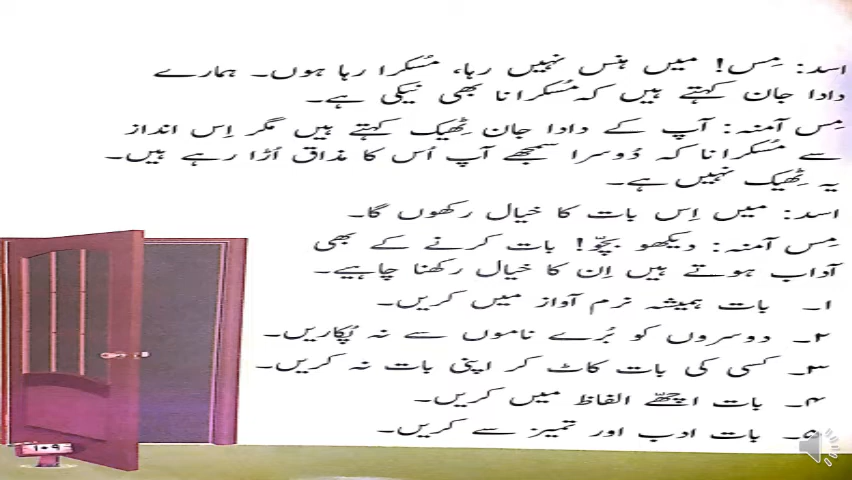 اسد: مِس! میں ہنس نہیں رہا، مُسکرا رہا ہوں۔ ہمارے
دادا جان کہتے ہیں کہ مُسکرانا بھی نیکی ہے۔
مِس آمنہ: آپ کے دادا جان ٹھیک کہتے ہیں مگر اِس انداز
سے مُسکرانا کہ دُوسرا سمجھے آپ اُس کا مذاق اُڑا رہے ہیں۔
یہ ٹھیک نہیں ہے۔
اسد: میں اِس بات کا خیال رکھوں گا۔
مِس آمنہ: دیکھو بچّو! بات کرنے کے بھی
آداب ہوتے ہیں اِن کا خیال رکھنا چاہیے۔
۱۔ بات ہمیشہ نرم آواز میں کریں۔
۲۔ دوسروں کو بُرے ناموں سے نہ پُکاریں۔
۳۔ کسی کی بات کاٹ کر اپنی بات نہ کریں۔
۴۔ بات اچھّے الفاظ میں کریں۔
۵۔ بات ادب اور تمیز سے کریں۔
۱۰۹